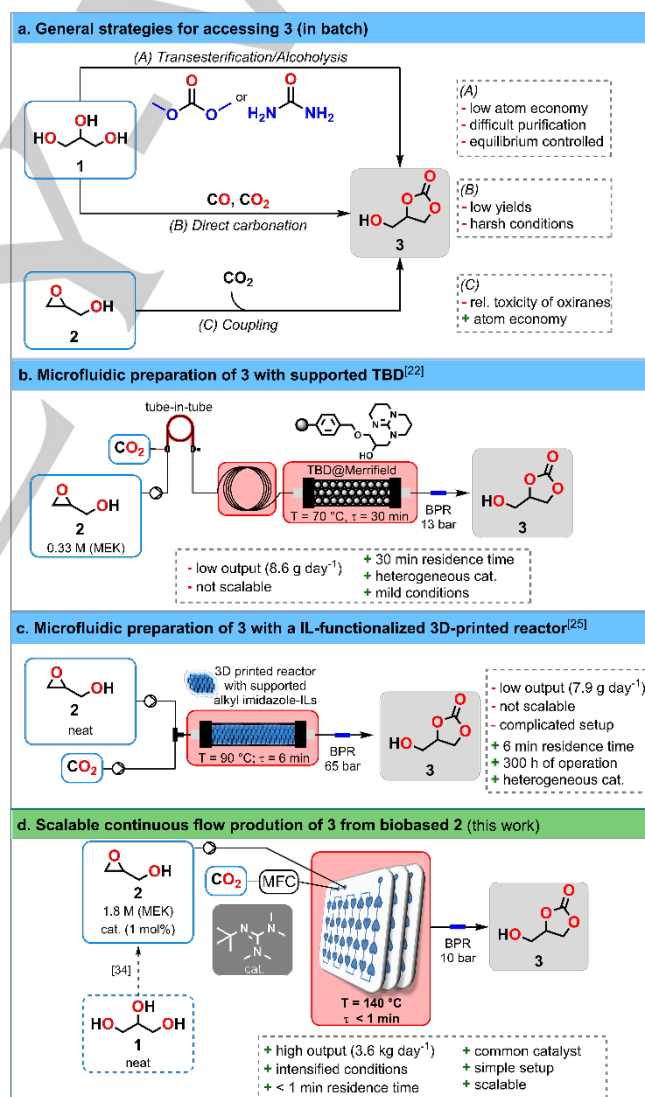 a. General strategies for accessing 3 (in batch)
(A) Transesterification/Alcoholysis
O
O O
or
O
H₂N NH₂
OH
HO OH
1
CO, CO₂
(B) Direct carbonation
O
O
O
HO
3
O
OH
2
CO₂
(C) Coupling
(A)
- low atom economy
- difficult purification
- equilibrium controlled
(B)
- low yields
- harsh conditions
(C)
- rel. toxicity of oxiranes
+ atom economy
b. Microfluidic preparation of 3 with supported TBD[22]
tube-in-tube
CO₂
O
OH
2
0.33 M (MEK)
N N
N
O
HO
TBD@Merrifield
T = 70 °C, τ = 30 min
BPR
13 bar
O
O
O
HO
3
- low output (8.6 g day⁻¹)
- not scalable
+ 30 min residence time
+ heterogeneous cat.
+ mild conditions
c. Microfluidic preparation of 3 with a IL-functionalized 3D-printed reactor[25]
O
OH
2
neat
CO₂
3D printed reactor
with supported
alkyl imidazole-ILs
T = 90 °C; τ = 6 min
BPR
65 bar
O
O
O
HO
3
- low output (7.9 g day⁻¹)
- not scalable
- complicated setup
+ 6 min residence time
+ 300 h of operation
+ heterogeneous cat.
d. Scalable continuous flow prodution of 3 from biobased 2 (this work)
O
OH
2
1.8 M (MEK)
cat. (1 mol%)
[34]
OH
HO OH
1
neat
CO₂
MFC
N
N
N
cat.
T = 140 °C
τ < 1 min
BPR
10 bar
O
O
O
HO
3
+ high output (3.6 kg day⁻¹)
+ intensified conditions
+ < 1 min residence time
+ common catalyst
+ simple setup
+ scalable